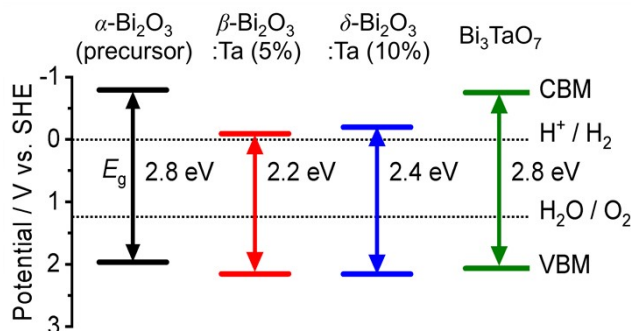 α-Bi₂O₃ (precursor)
β-Bi₂O₃ :Ta (5%)
δ-Bi₂O₃ :Ta (10%)
Bi₃TaO₇
Potential / V vs. SHE
-1
0
1
2
3
E_g 2.8 eV
2.2 eV
2.4 eV
2.8 eV
CBM
H⁺ / H₂
H₂O / O₂
VBM